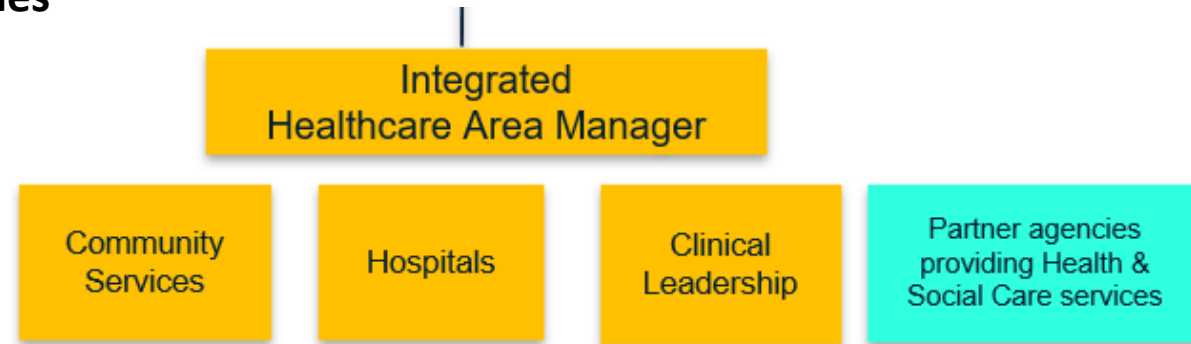 Integrated
Healthcare Area Manager
Community
Services
Hospitals
Clinical
Leadership
Partner agencies
providing Health &
Social Care services